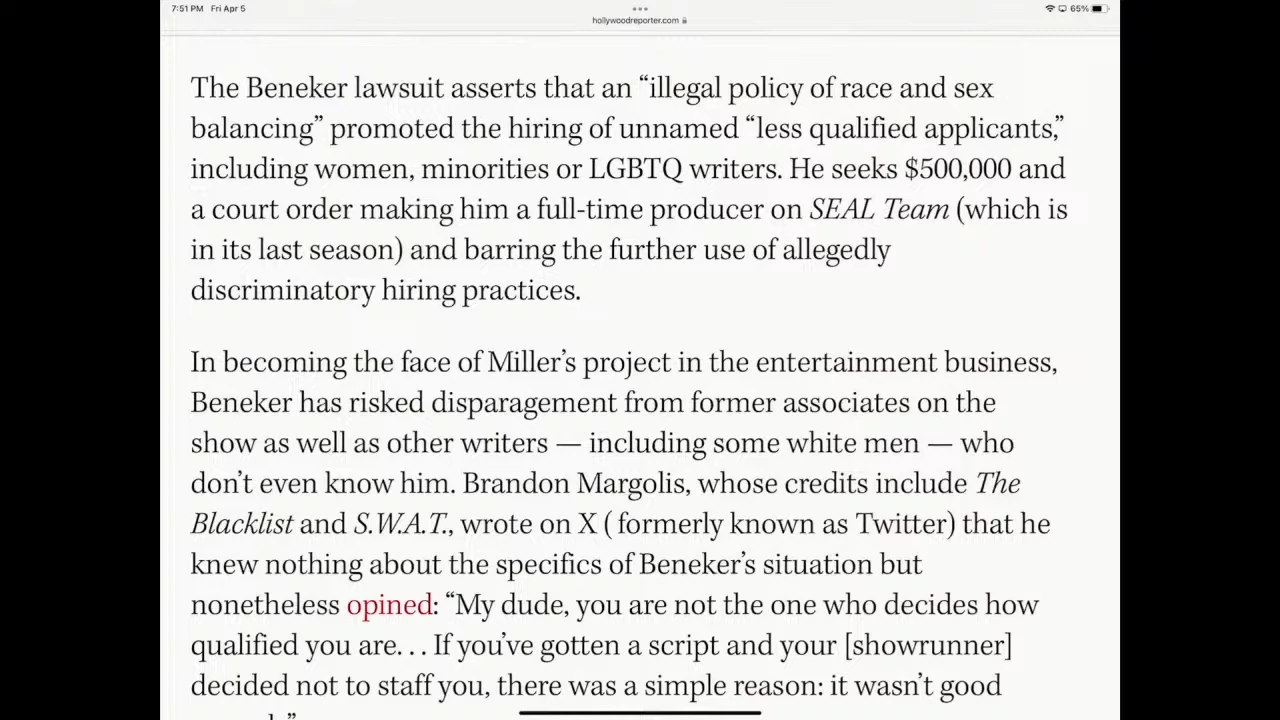 7:51 PM Fri Apr 5
65%
hollywoodreporter.com
The Beneker lawsuit asserts that an “illegal policy of race and sex
balancing” promoted the hiring of unnamed “less qualified applicants,”
including women, minorities or LGBTQ writers. He seeks $500,000 and
a court order making him a full-time producer on SEAL Team (which is
in its last season) and barring the further use of allegedly
discriminatory hiring practices.
In becoming the face of Miller’s project in the entertainment business,
Beneker has risked disparagement from former associates on the
show as well as other writers — including some white men — who
don’t even know him. Brandon Margolis, whose credits include The
Blacklist and S.W.A.T., wrote on X ( formerly known as Twitter) that he
knew nothing about the specifics of Beneker’s situation but
nonetheless opined: “My dude, you are not the one who decides how
qualified you are. . . If you’ve gotten a script and your [showrunner]
decided not to staff you, there was a simple reason: it wasn’t good